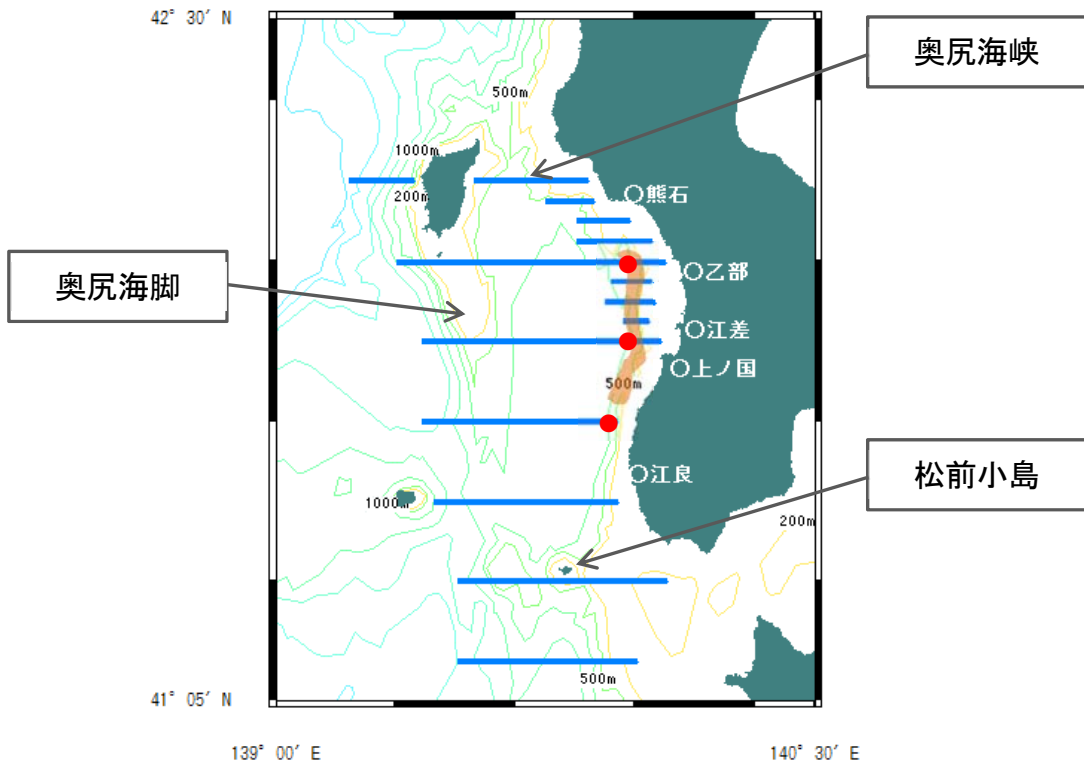 42° 30′ N
奥尻海峡
500m
1000m
200m
○熊石
奥尻海脚
○乙部
○江差
○上ノ国
500m
松前小島
○江良
1000m
200m
500m
41° 05′ N
139° 00′ E
140° 30′ E